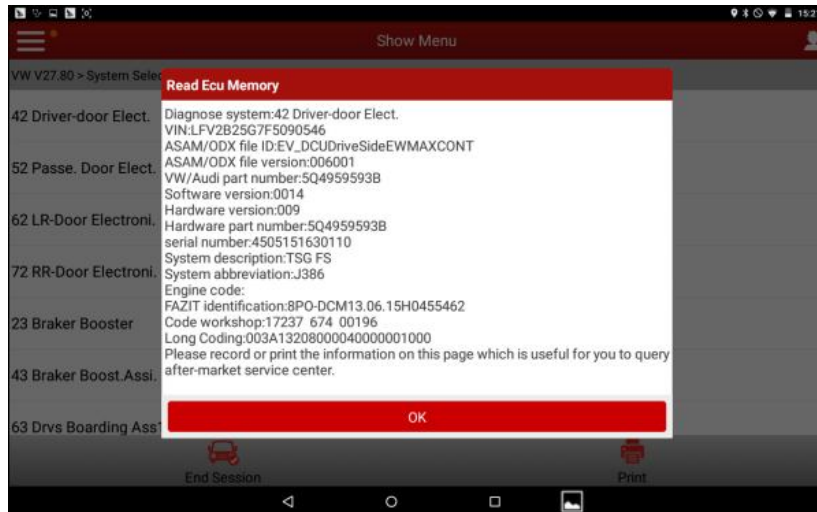 15:2
Show Menu
VW V27.80 > System Selec
Read Ecu Memory
42 Driver-door Elect.
52 Passe. Door Elect.
62 LR-Door Electroni.
72 RR-Door Electroni.
23 Braker Booster
43 Braker Boost.Assi.
63 Drvs Boarding Ass
Diagnose system:42 Driver-door Elect.
VIN:LFV2B25G7F5090546
ASAM/ODX file ID:EV_DCUDriveSideEWMAXCONT
ASAM/ODX file version:006001
VW/Audi part number:5Q4959593B
Software version:0014
Hardware version:009
Hardware part number:5Q4959593B
serial number:4505151630110
System description:TSG FS
System abbreviation:J386
Engine code:
FAZIT identification:8PO-DCM13.06.15H0455462
Code workshop:17237 674 00196
Long Coding:003A13208000040000001000
Please record or print the information on this page which is useful for you to query
after-market service center.
OK
End Session
Print